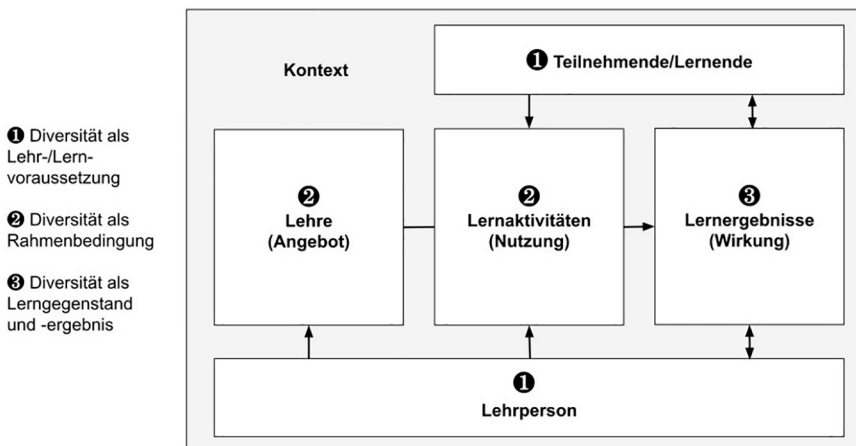 ❶ Diversität als
Lehr-/Lern-
voraussetzung
❷ Diversität als
Rahmenbedingung
❸ Diversität als
Lerngegenstand
und -ergebnis
Kontext
❶ Teilnehmende/Lernende
❷
Lehre
(Angebot)
❷
Lernaktivitäten
(Nutzung)
❸
Lernergebnisse
(Wirkung)
❶
Lehrperson